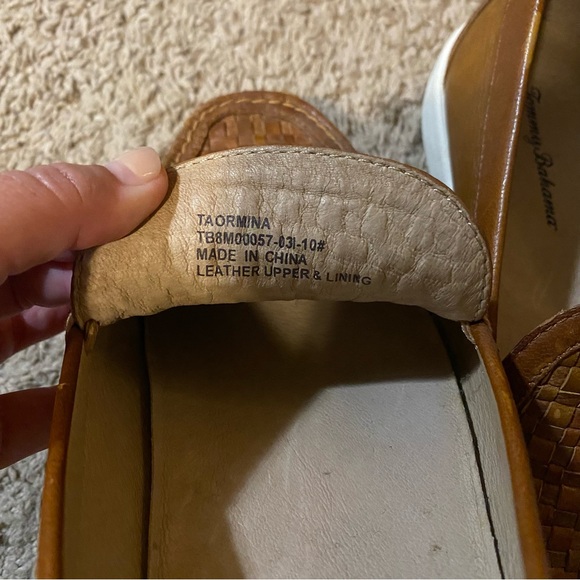 TAORMINA
TB8M00057-03I-10#
MADE IN CHINA
LEATHER UPPER & LINING
Tommy Bahama